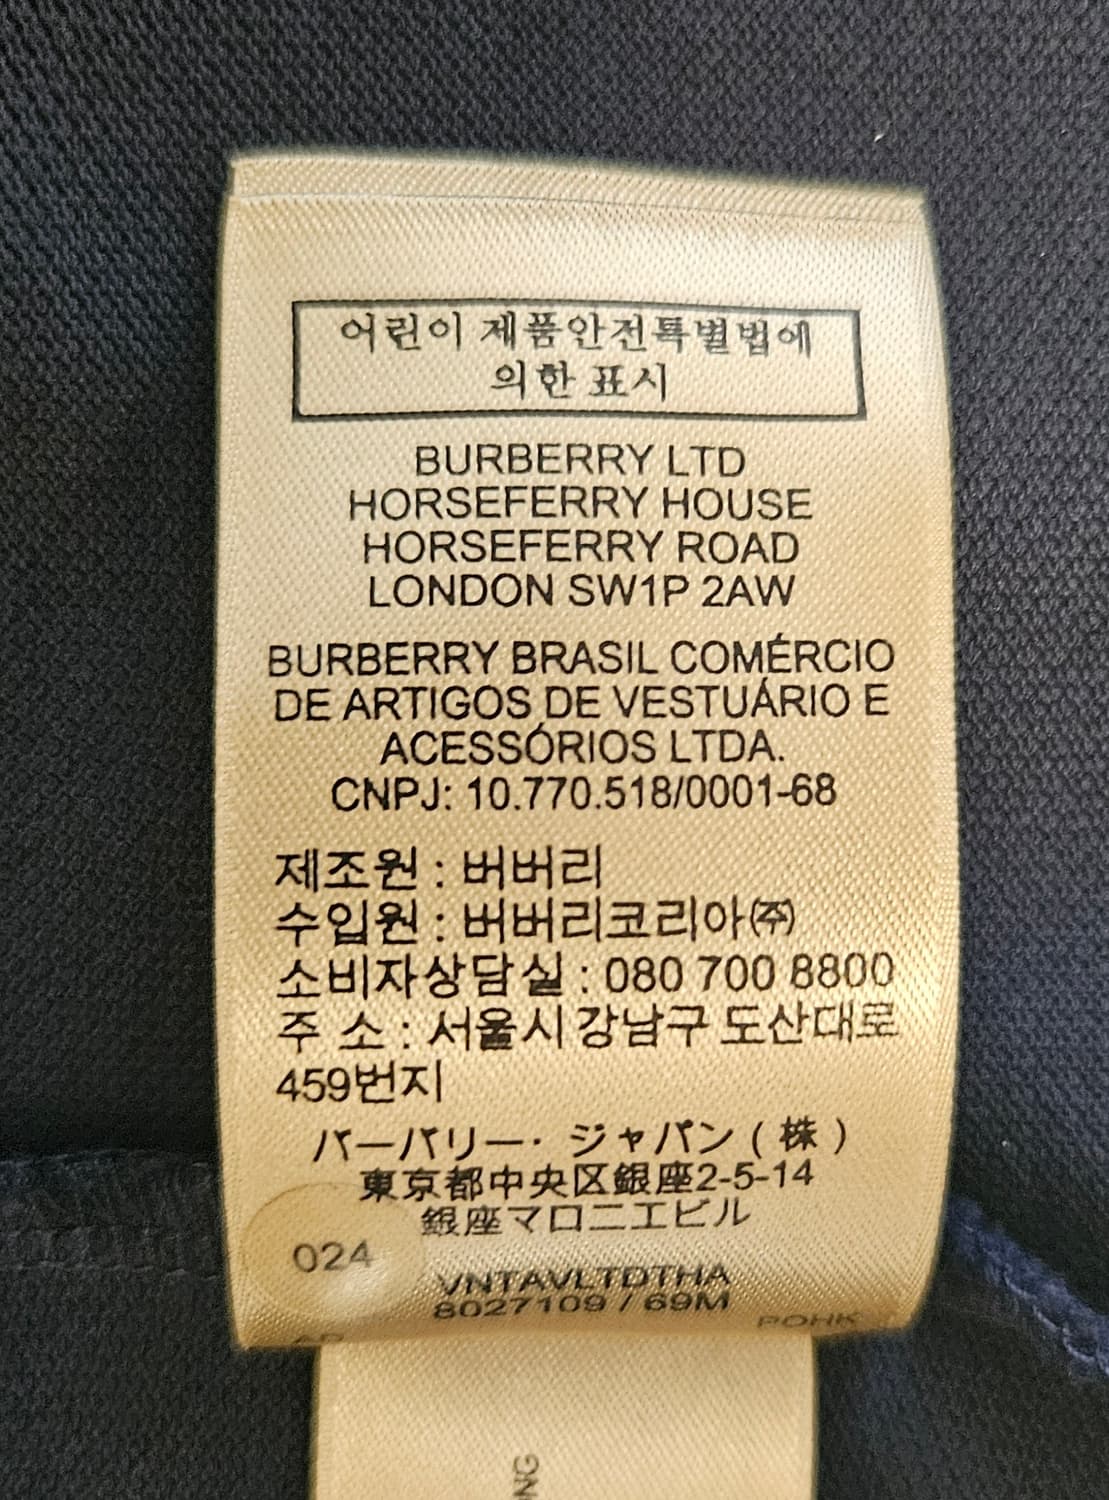 어린이 제품안전특별법에
의한 표시
BURBERRY LTD
HORSEFERRY HOUSE
HORSEFERRY ROAD
LONDON SW1P 2AW
BURBERRY BRASIL COMÉRCIO
DE ARTIGOS DE VESTUÁRIO E
ACESSÓRIOS LTDA.
CNPJ: 10.770.518/0001-68
제조원 : 버버리
수입원 : 버버리코리아㈜
소비자상담실 : 080 700 8800
주 소 : 서울시 강남구 도산대로
459번지
バーバリー・ジャパン ( 株 )
東京都中央区銀座2-5-14
銀座マロニエビル
024
VNTAVLTDTHA
8027109 / 69M
POHK